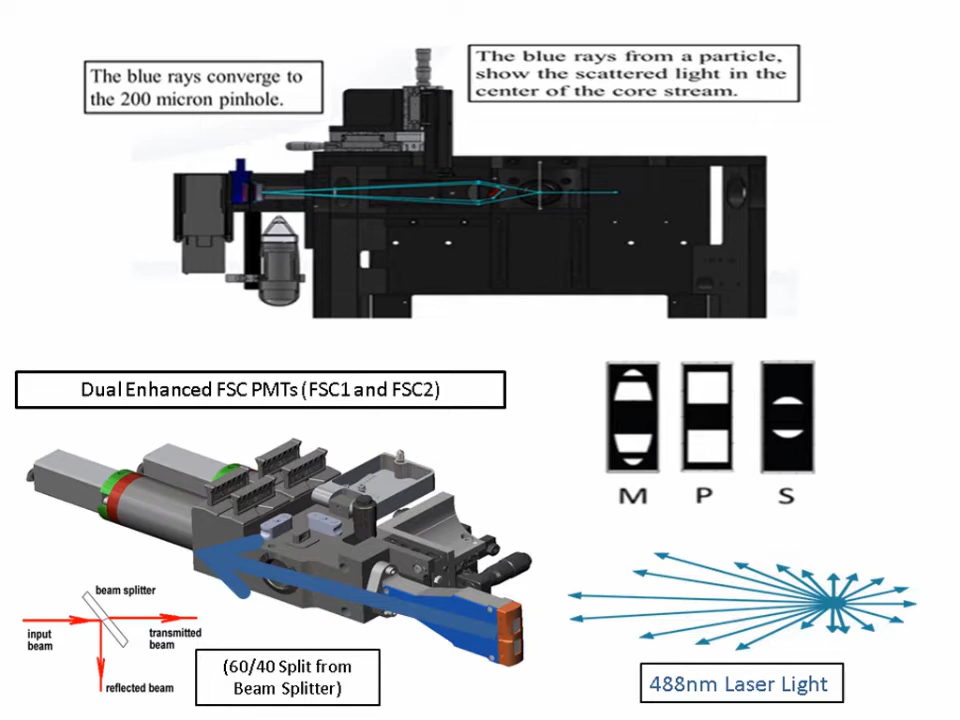 The blue rays converge to
the 200 micron pinhole.
The blue rays from a particle,
show the scattered light in the
center of the core stream.
Dual Enhanced FSC PMTs (FSC1 and FSC2)
M P S
beam splitter
input
beam
transmitted
beam
reflected beam
(60/40 Split from
Beam Splitter)
488nm Laser Light